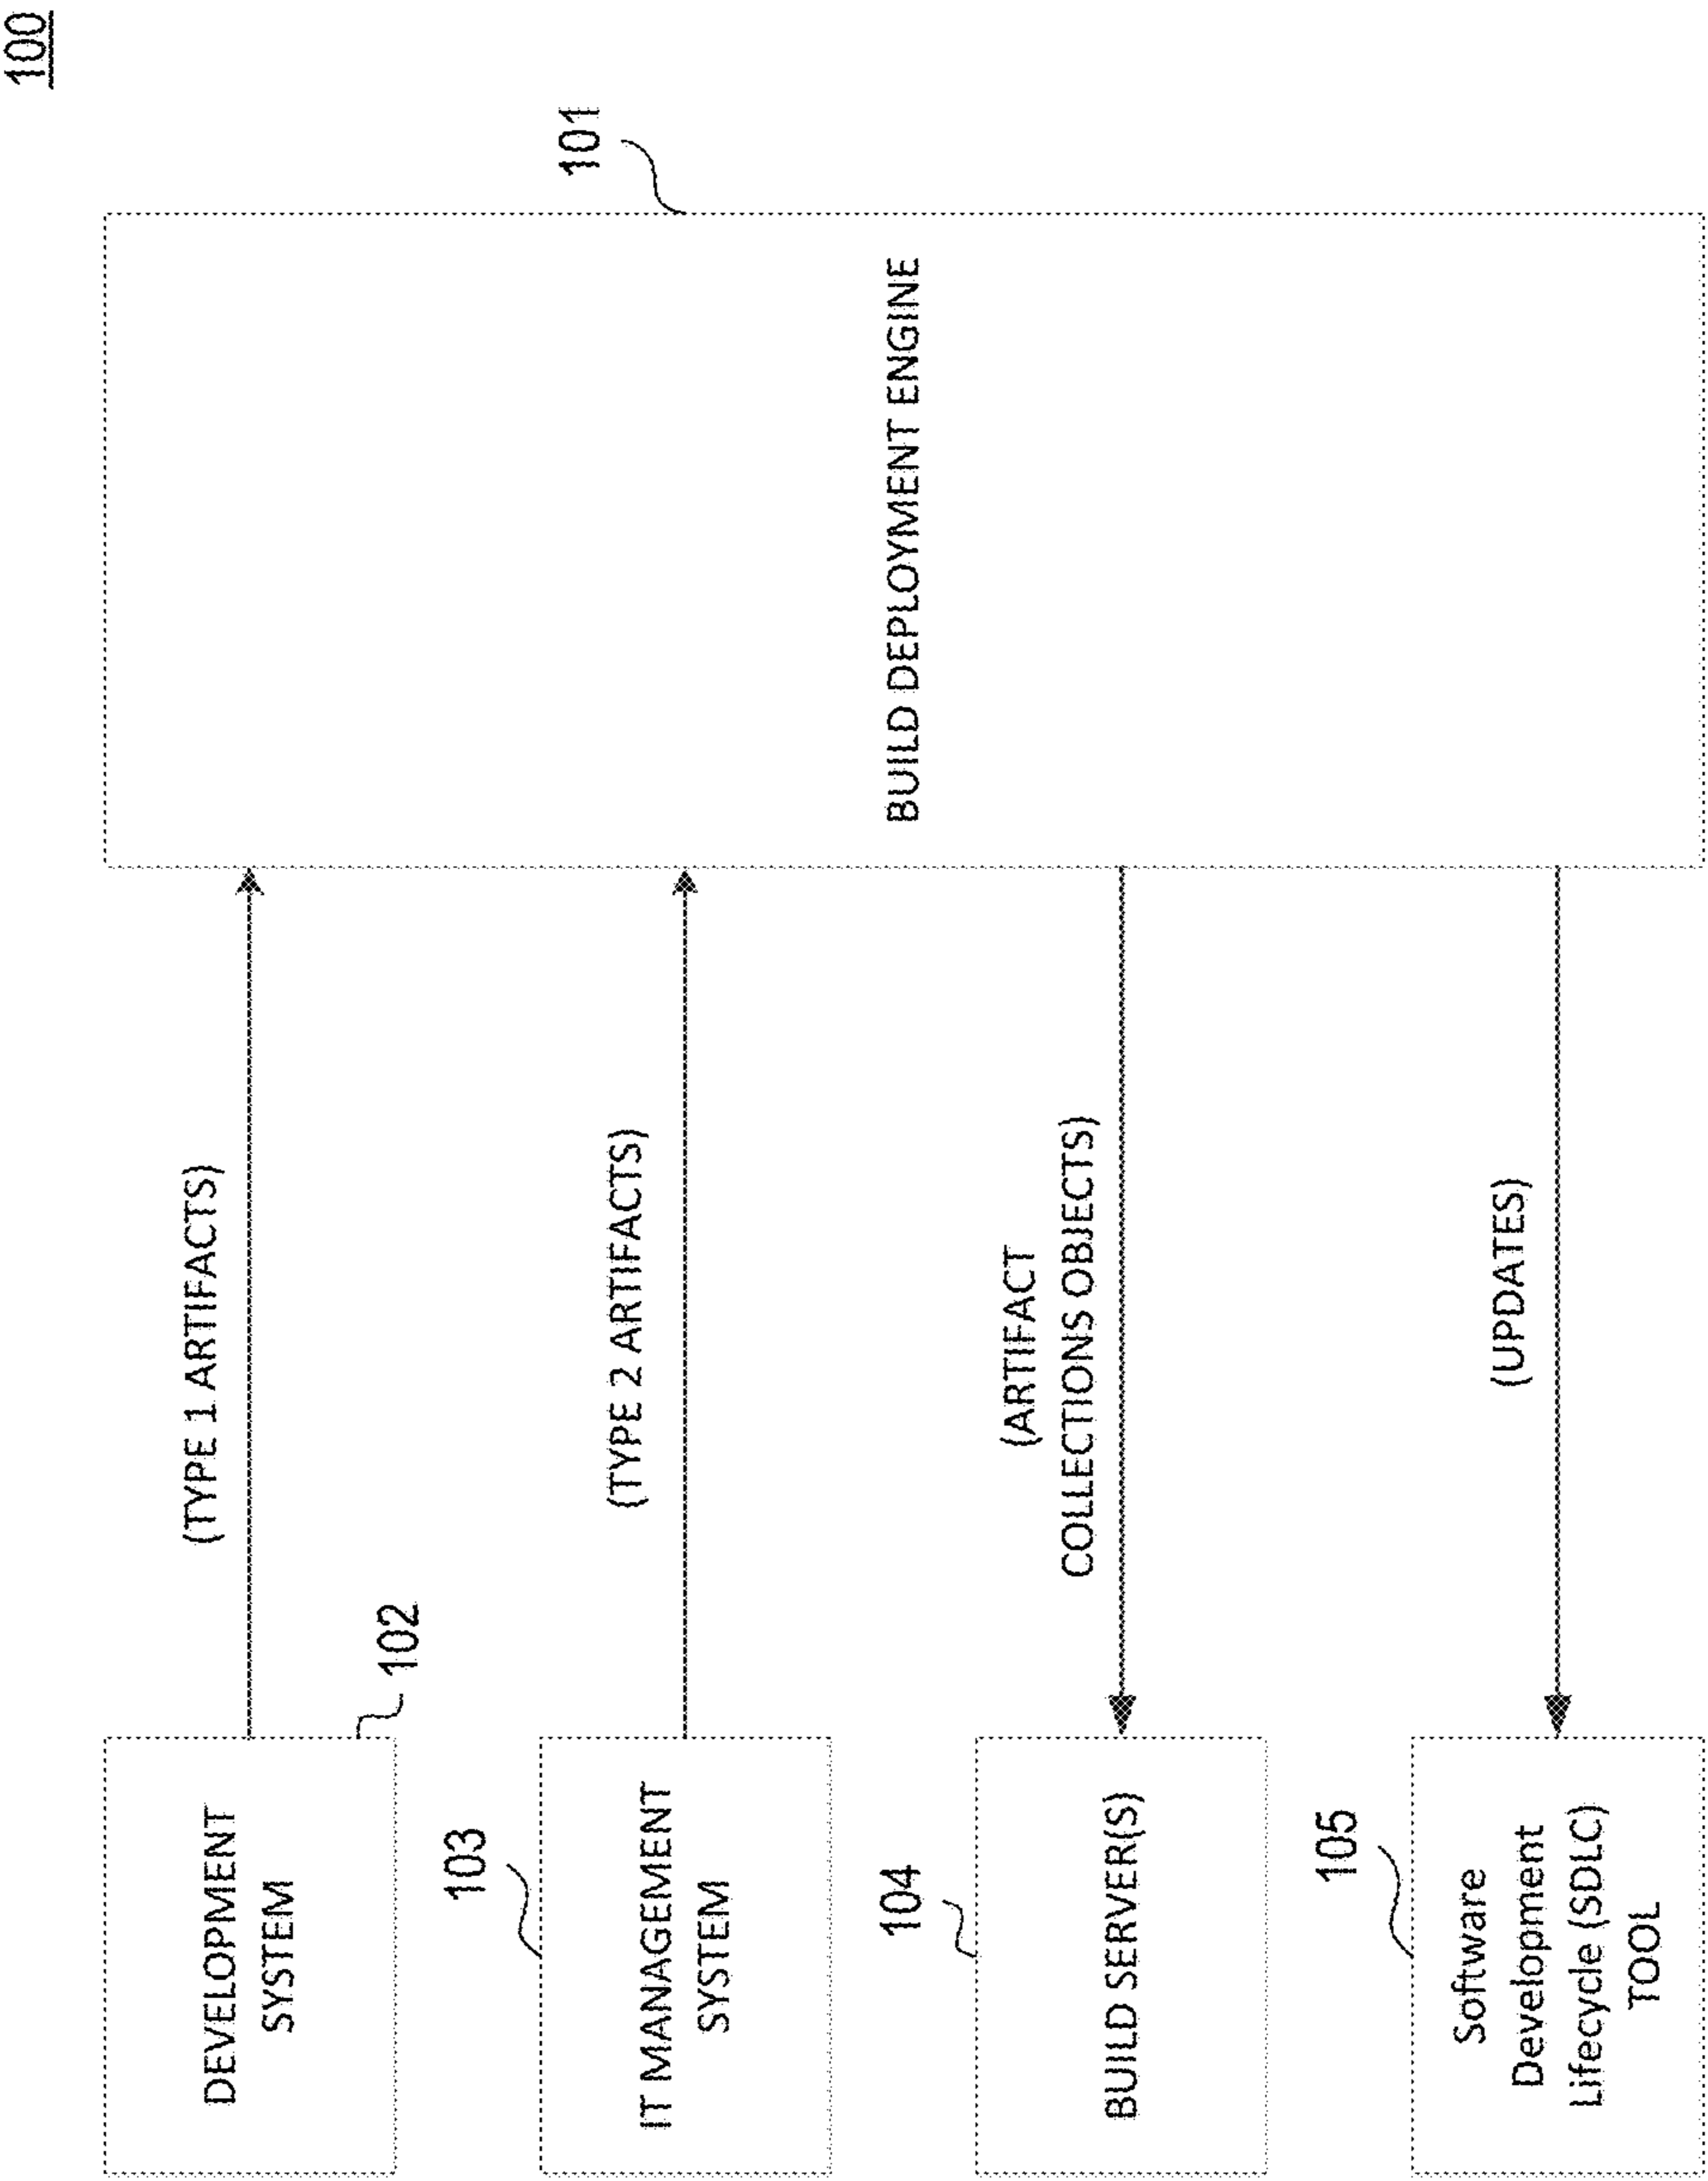 100
101
BUILD DEPLOYMENT ENGINE
(TYPE 1 ARTIFACTS)
(TYPE 2 ARTIFACTS)
(ARTIFACT
COLLECTIONS OBJECTS)
(UPDATES)
102
DEVELOPMENT
SYSTEM
103
IT MANAGEMENT
SYSTEM
104
BUILD SERVER(S)
105
Software
Development
Lifecycle (SDLC)
TOOL